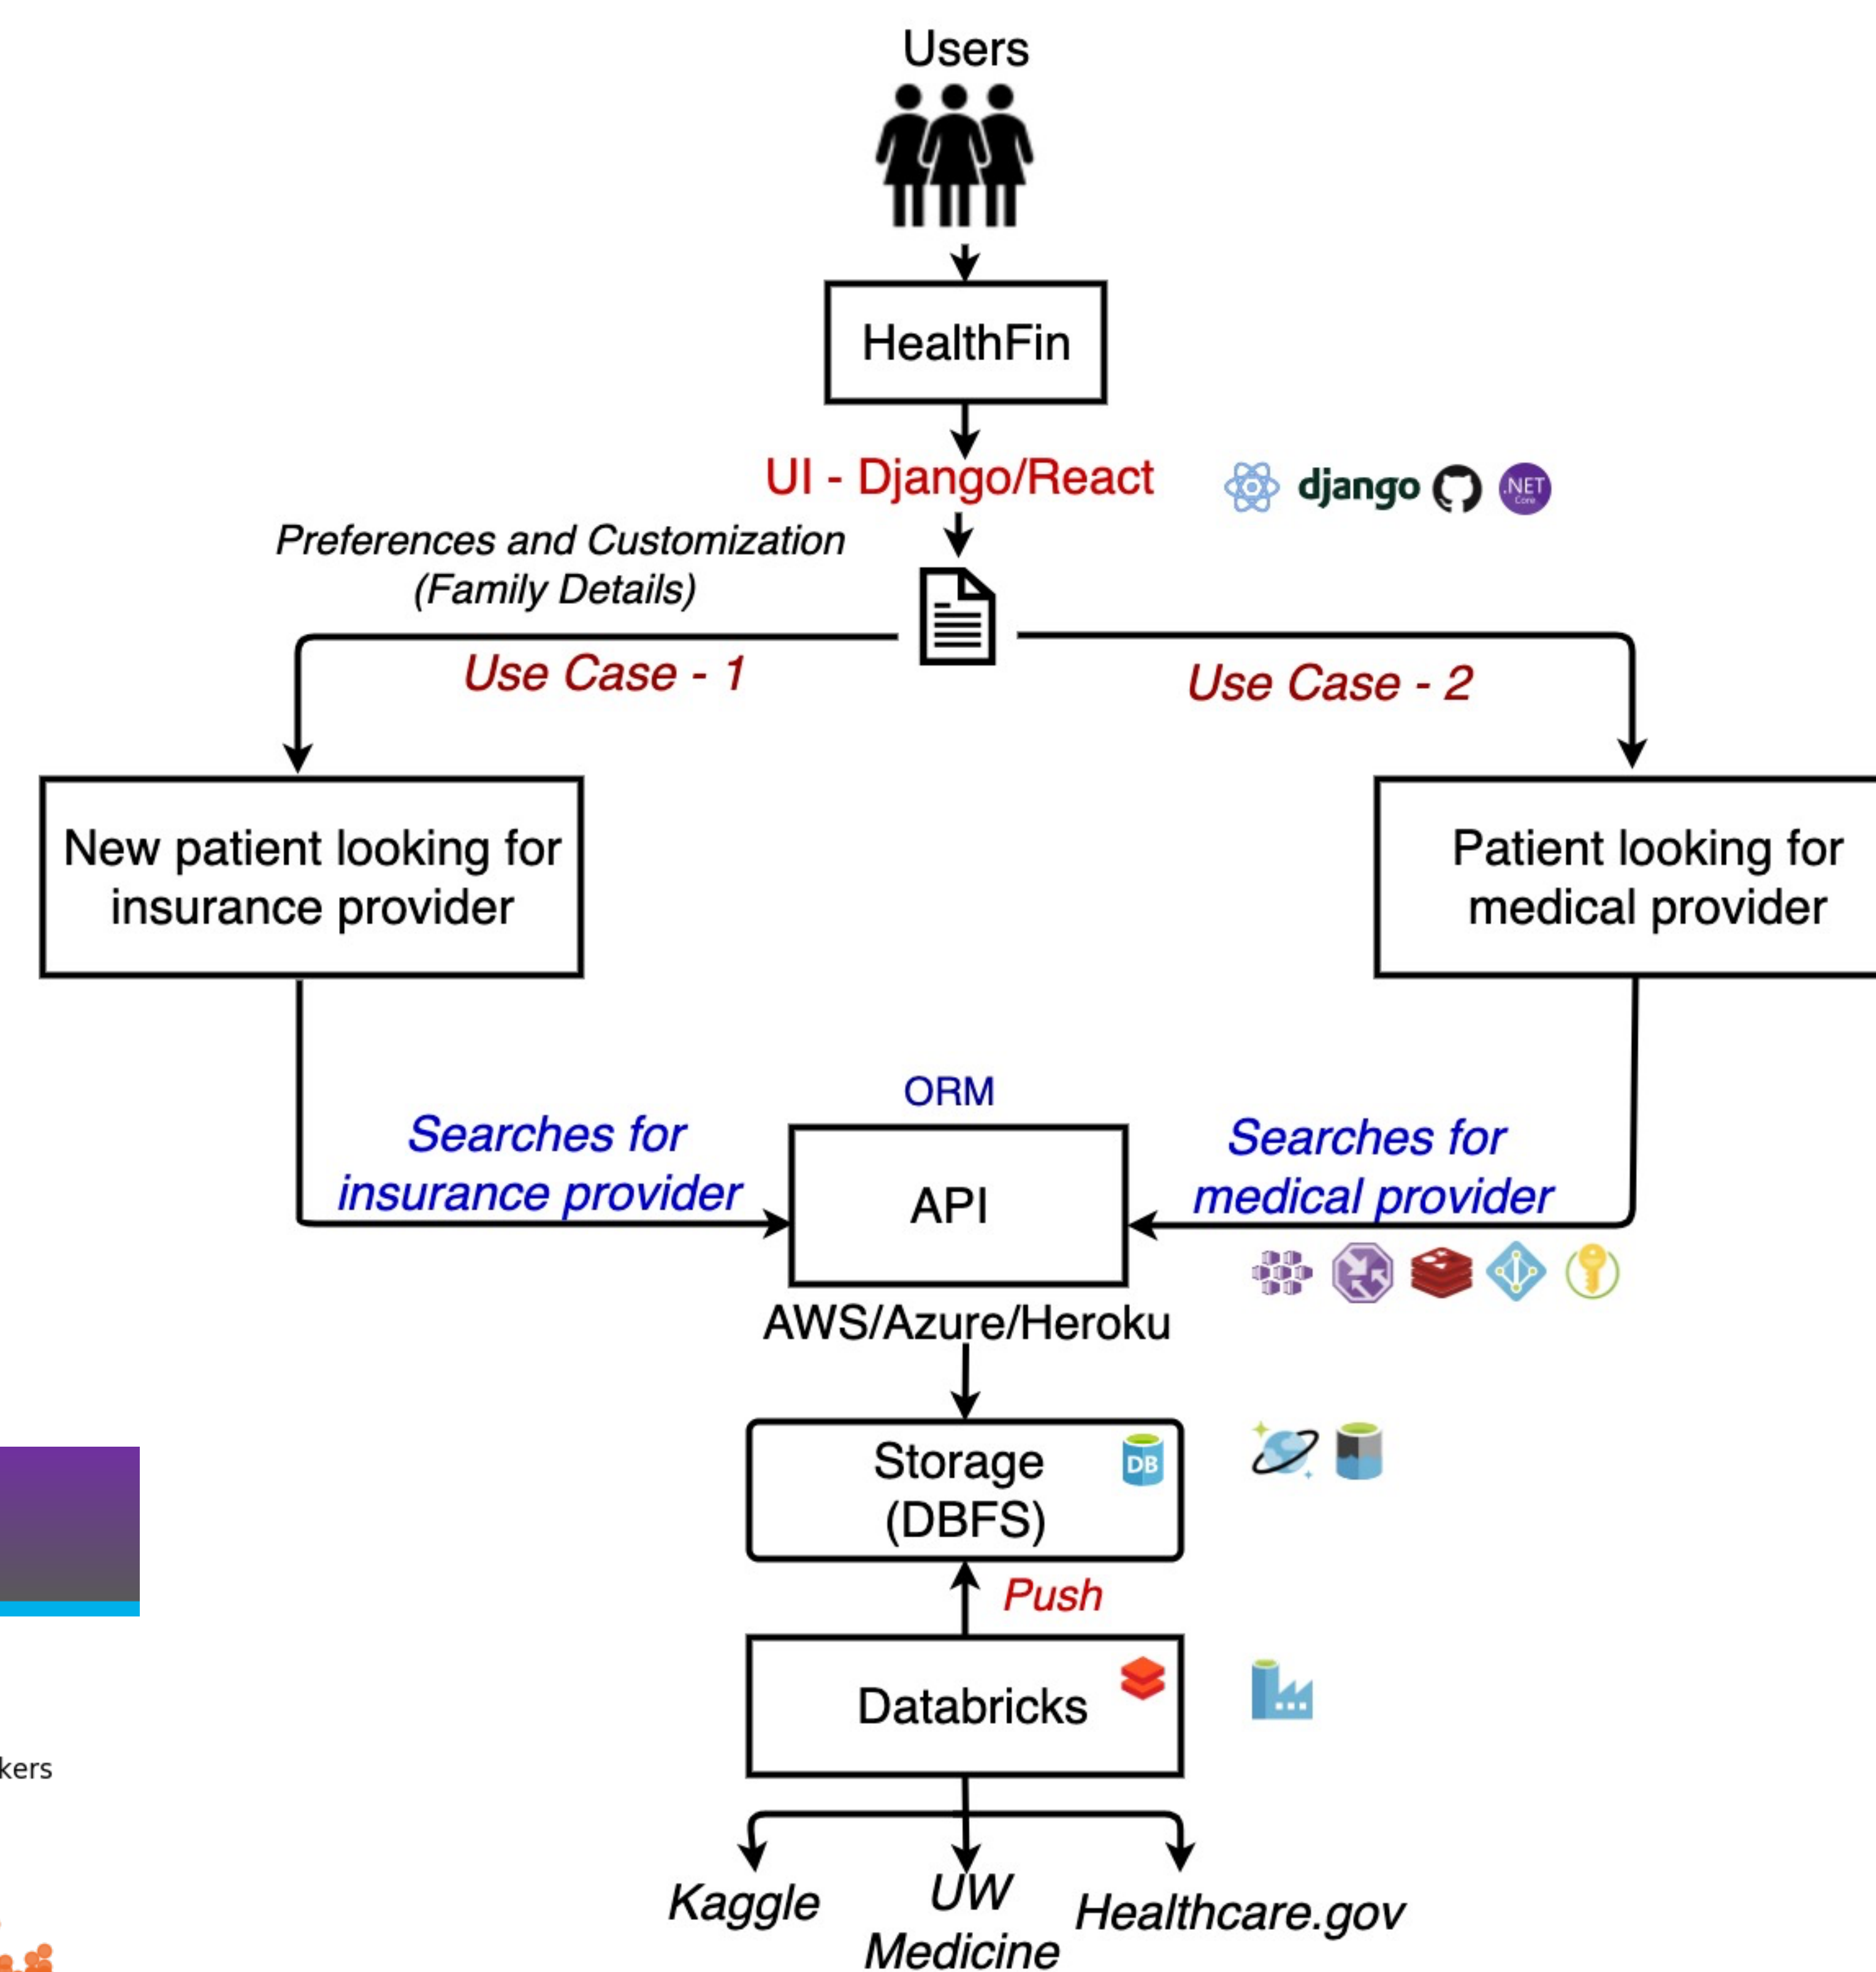 Users
HealthFin
UI - Django/React
django
.NET
Core
Preferences and Customization
(Family Details)
Use Case - 1
Use Case - 2
New patient looking for
insurance provider
Patient looking for
medical provider
ORM
Searches for
insurance provider
API
Searches for
medical provider
AWS/Azure/Heroku
Storage
(DBFS)
DB
Push
Databricks
kers
Kaggle
UW
Medicine
Healthcare.gov